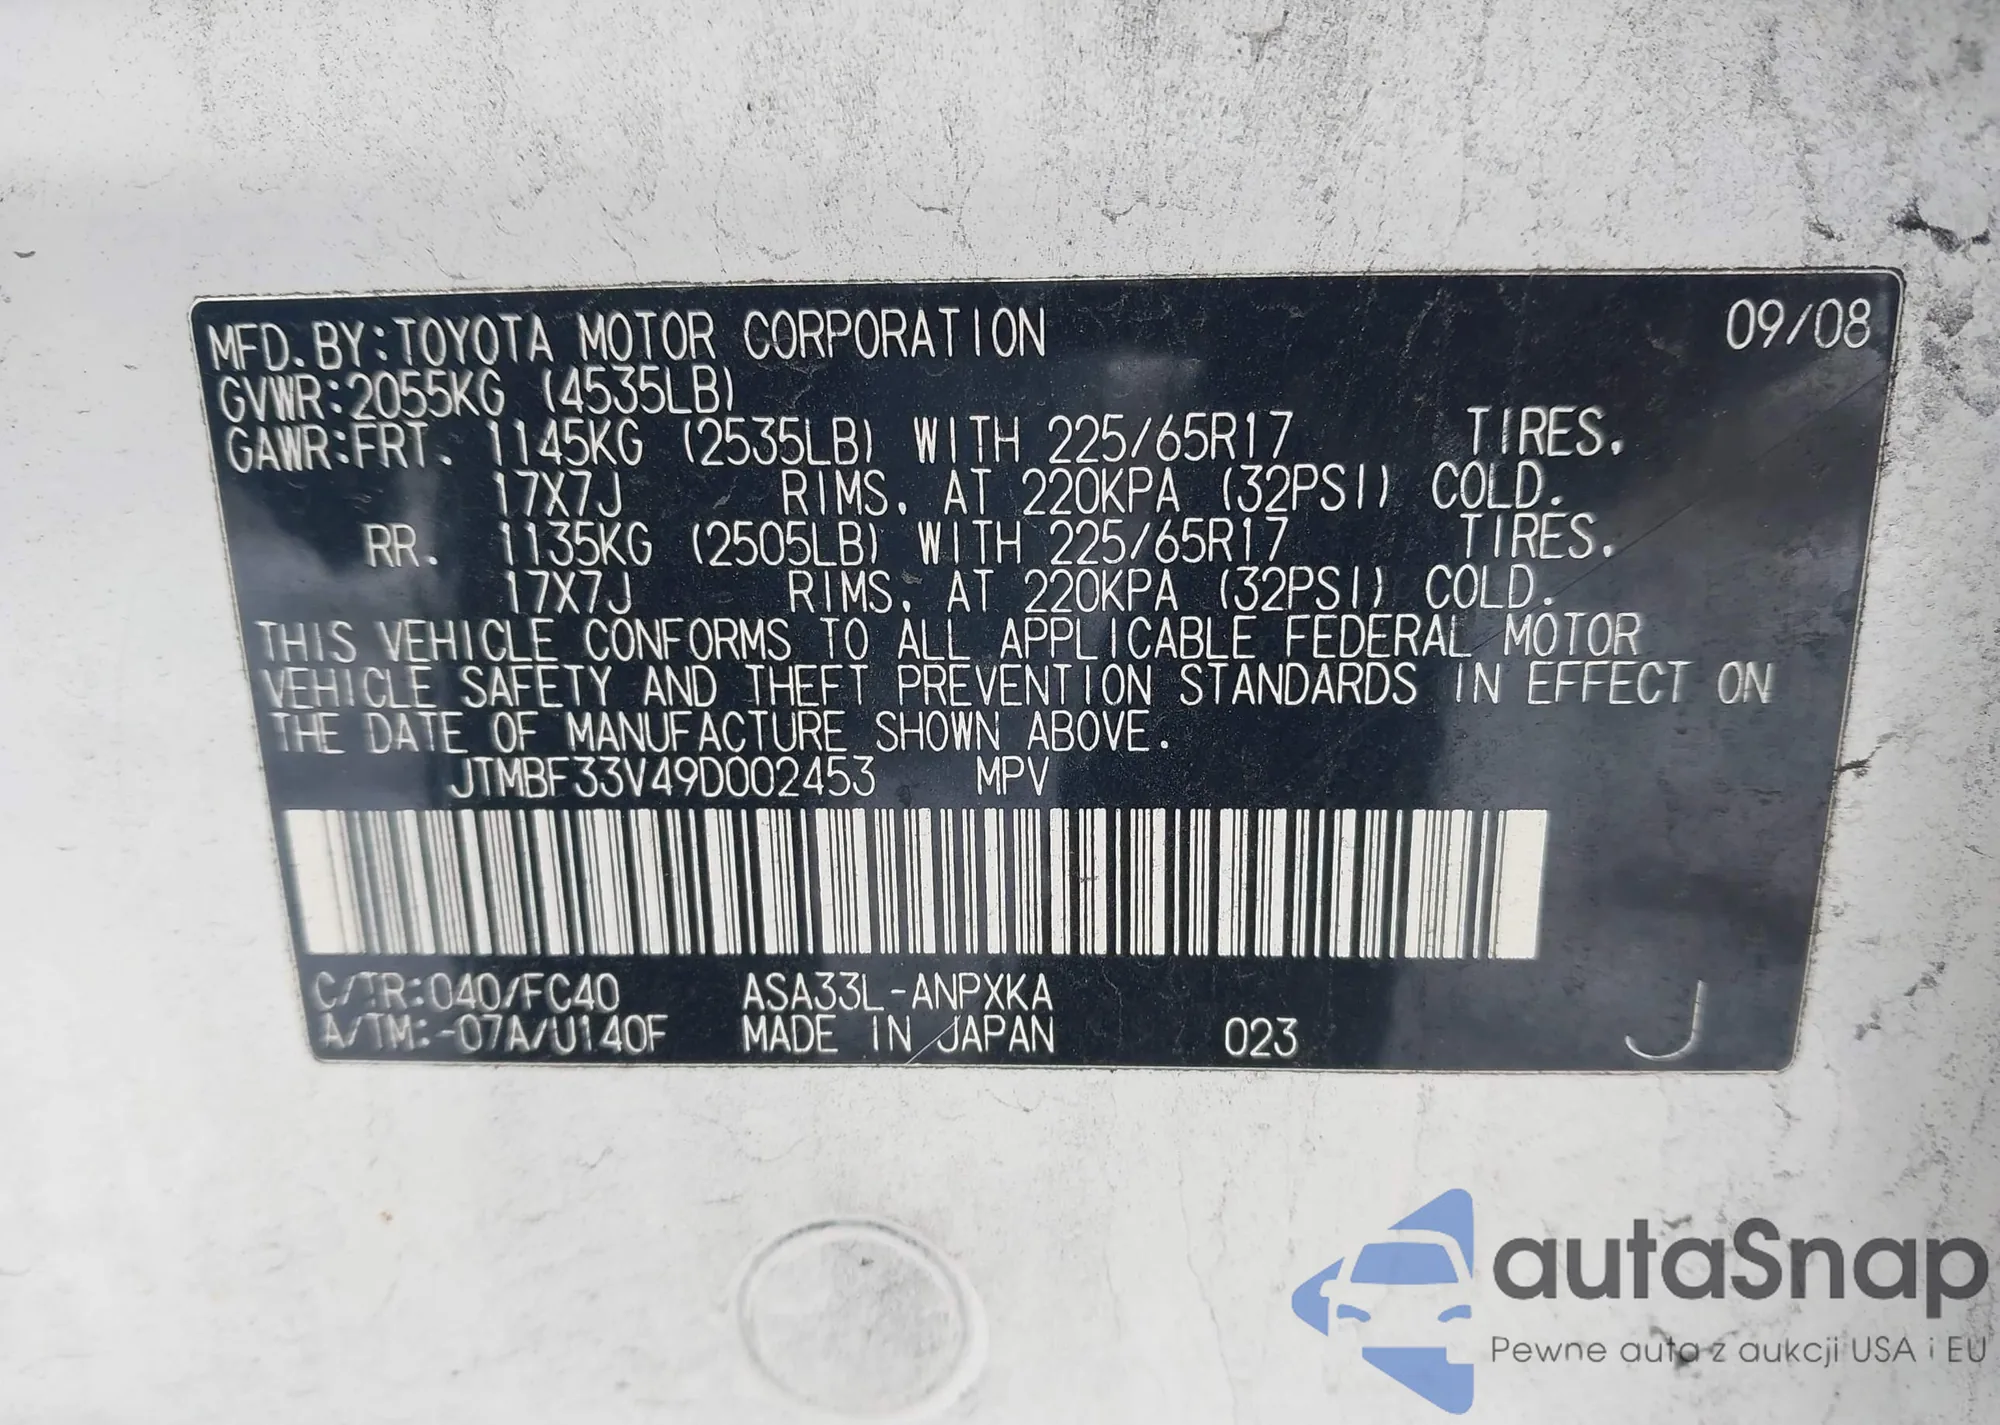 MFD.BY:TOYOTA MOTOR CORPORATION 09/08
GVWR:2055KG (4535LB)
GAWR:FRT. 1145KG (2535LB) WITH 225/65R17 TIRES.
17X7J RIMS. AT 220KPA (32PSI) COLD.
RR. 1135KG (2505LB) WITH 225/65R17 TIRES.
17X7J RIMS. AT 220KPA (32PSI) COLD.
THIS VEHICLE CONFORMS TO ALL APPLICABLE FEDERAL MOTOR
VEHICLE SAFETY AND THEFT PREVENTION STANDARDS IN EFFECT ON
THE DATE OF MANUFACTURE SHOWN ABOVE.
JTMBF33V49D002453 MPV
C/TR:040/FC40 ASA33L-ANPXKA
A/TM:-07A/U140F MADE IN JAPAN 023 J
autaSnap
Pewne auta z aukcji USA i EU